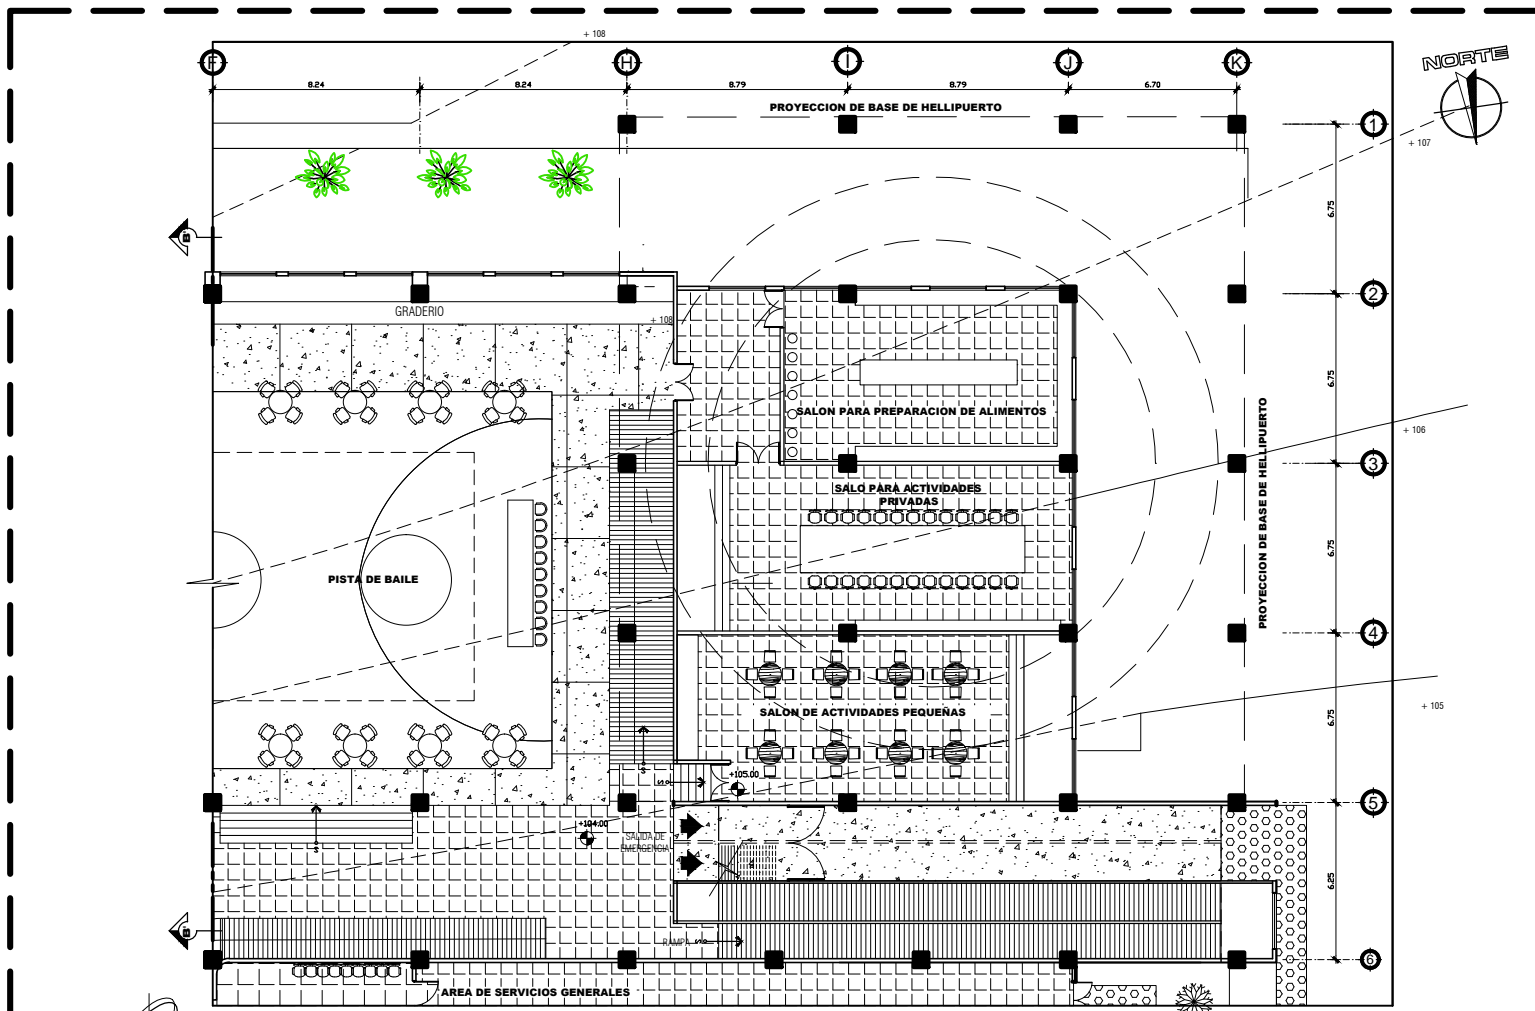 + 108
NORTE
F
H
I
J
K
8.24
8.24
8.79
8.79
6.70
PROYECCION DE BASE DE HELLIPUERTO
1
+ 107
6.75
B'
2
GRADERIO
+ 108
6.75
SALON PARA PREPARACION DE ALIMENTOS
PROYECCION DE BASE DE HELLIPUERTO
+ 106
3
SALO PARA ACTIVIDADES
PRIVADAS
6.75
PISTA DE BAILE
4
+ 105
SALON DE ACTIVIDADES PEQUEÑAS
6.75
S
+105.00
S
5
+104.00
SALIDA DE
EMERGENCIA
S
6.25
B'
RAMPA
S
6
AREA DE SERVICIOS GENERALES